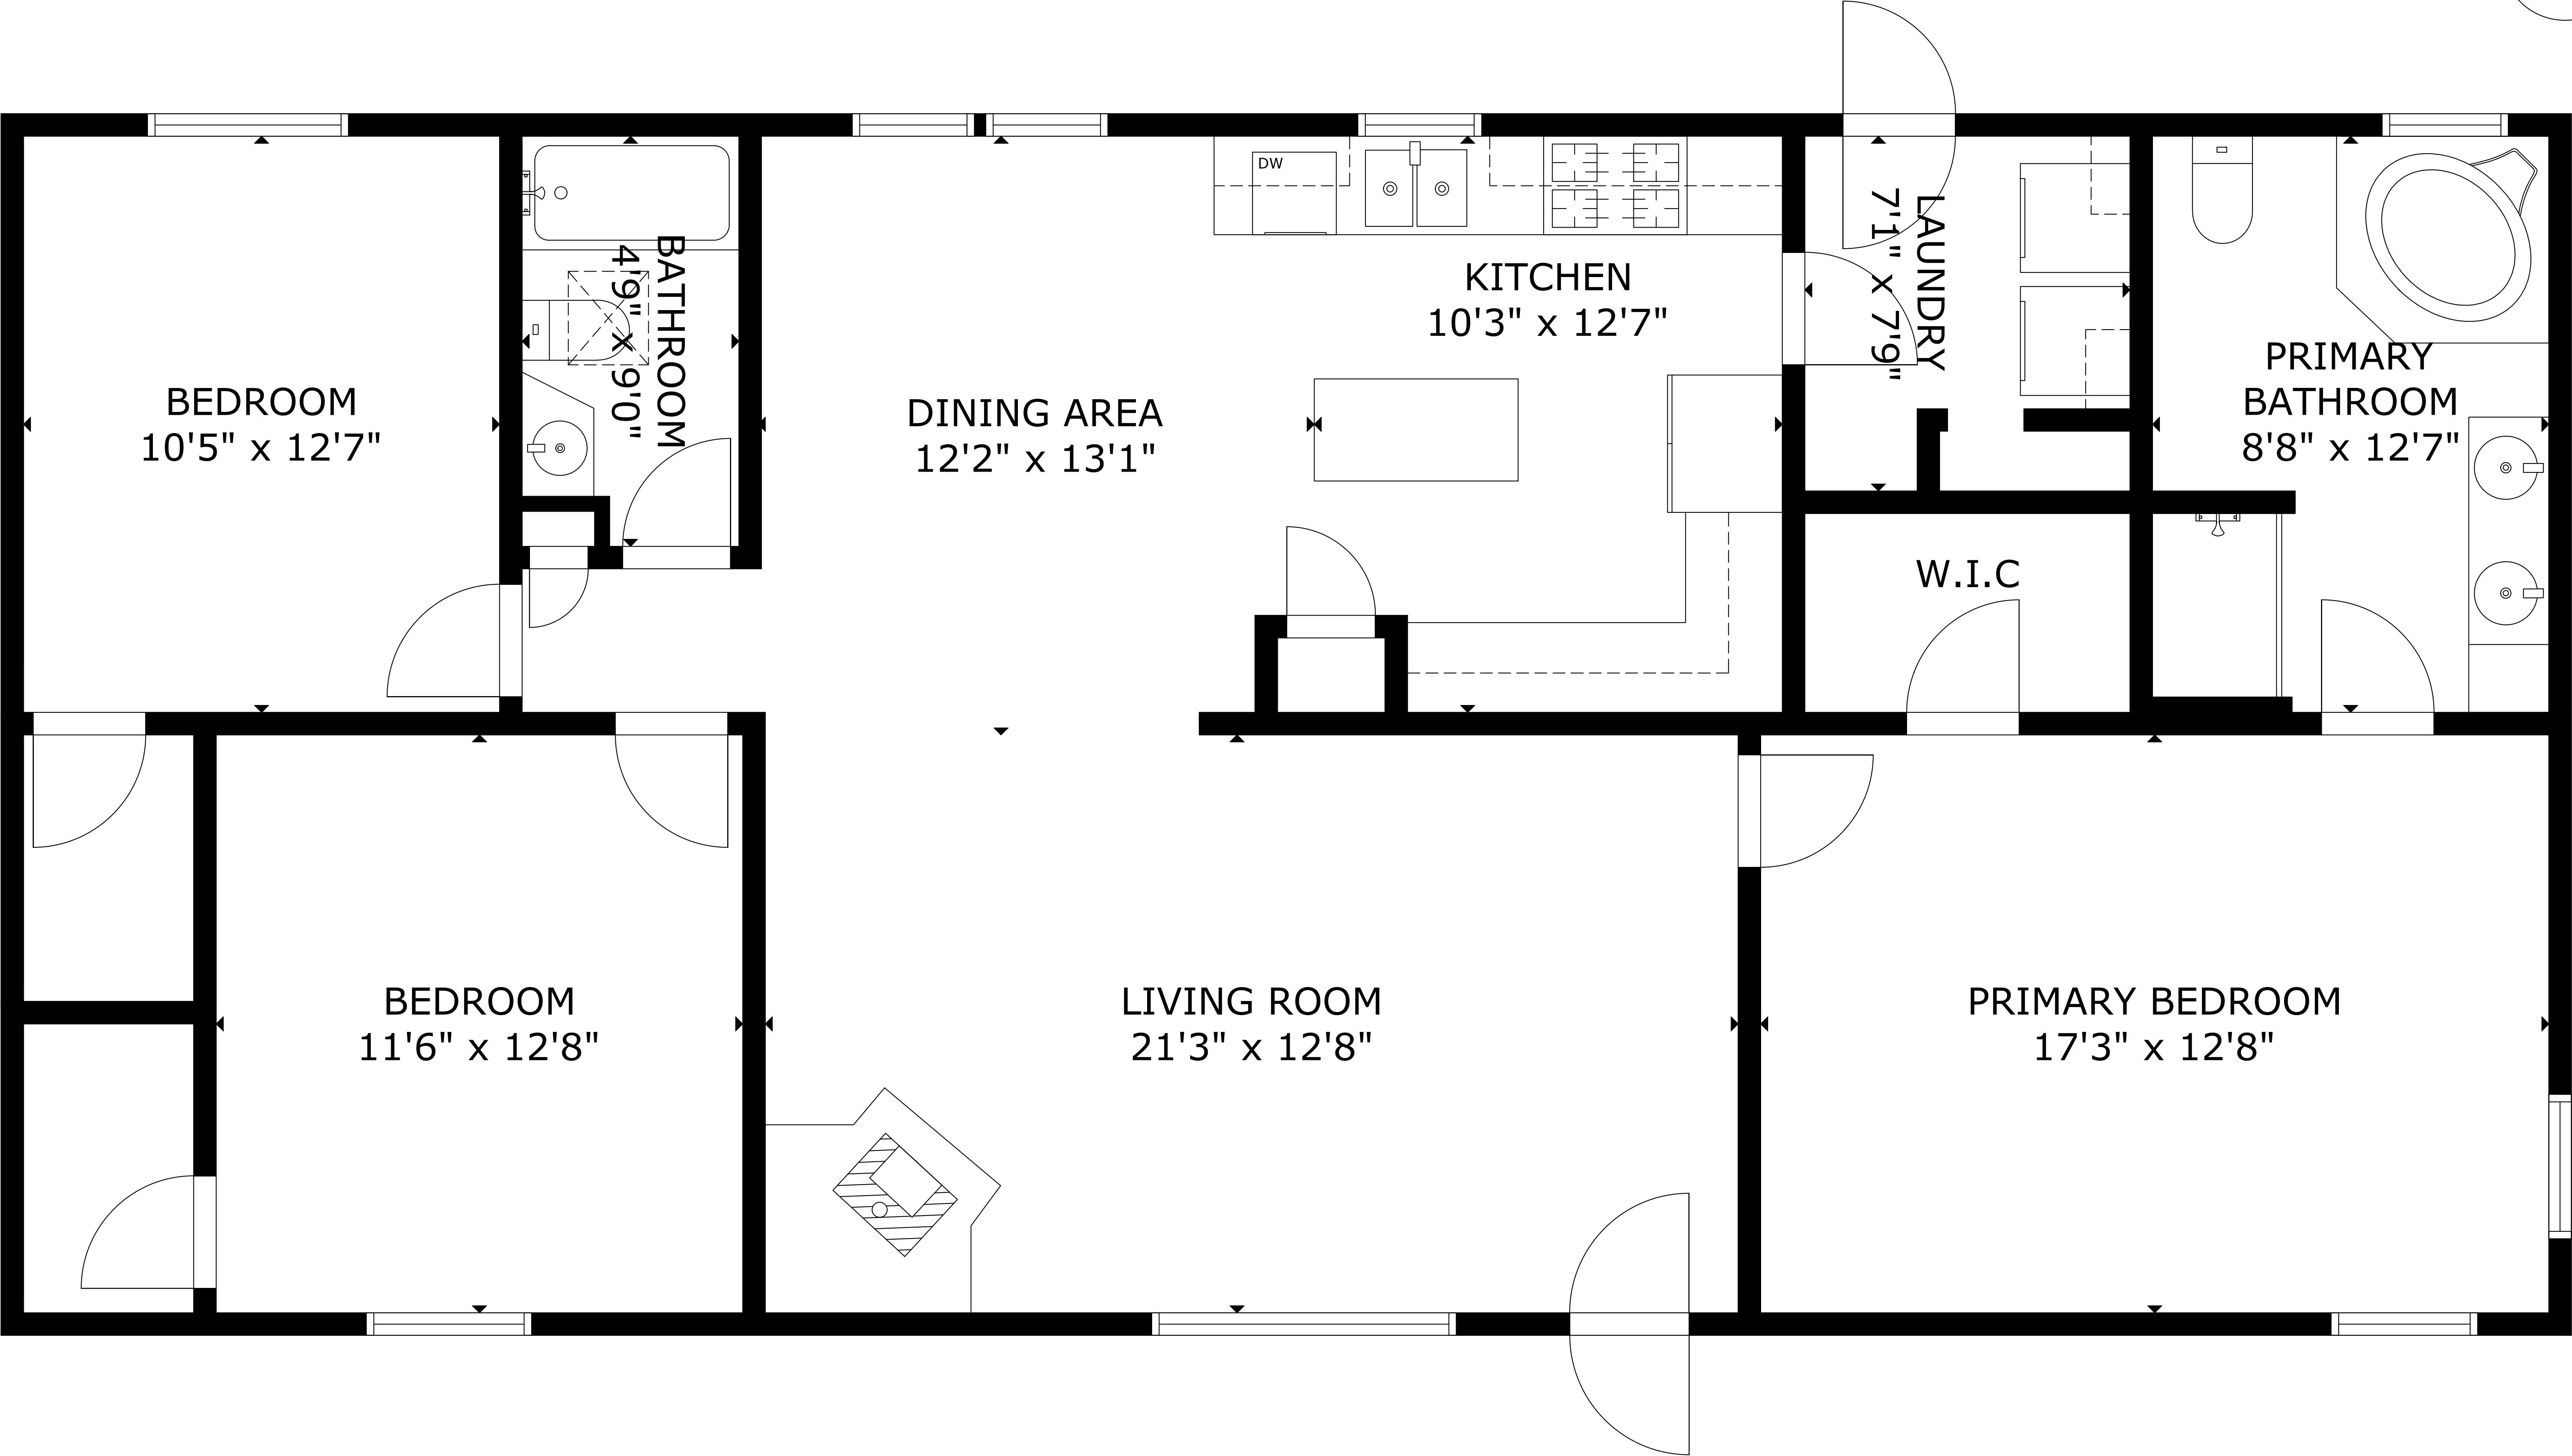 DW
BEDROOM
10'5" x 12'7"
BATHROOM
4'9" x 9'0"
DINING AREA
12'2" x 13'1"
KITCHEN
10'3" x 12'7"
LAUNDRY
7'1" x 7'9"
PRIMARY
BATHROOM
8'8" x 12'7"
W.I.C
BEDROOM
11'6" x 12'8"
LIVING ROOM
21'3" x 12'8"
PRIMARY BEDROOM
17'3" x 12'8"